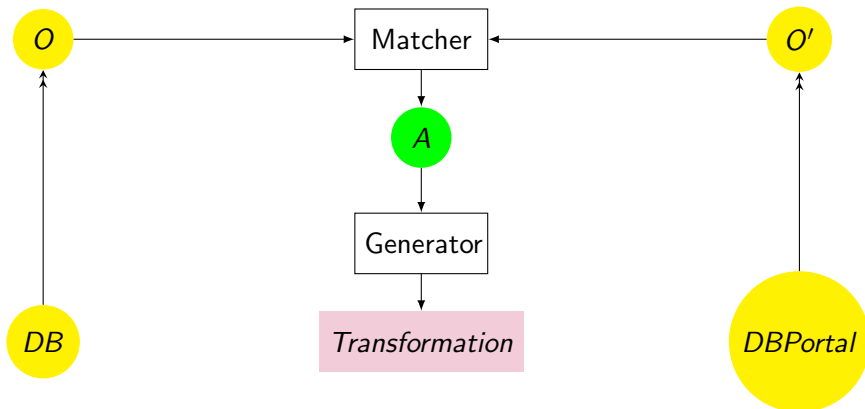 O
Matcher
O′
A
Generator
DB
Transformation
DBPortal